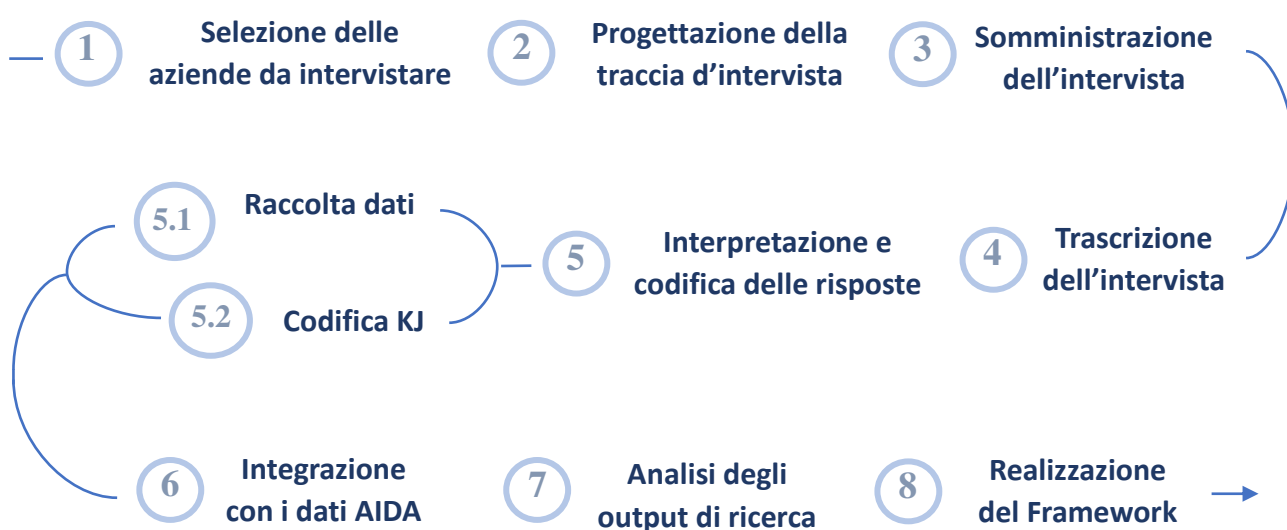 1
Selezione delle
aziende da intervistare
2
Progettazione della
traccia d’intervista
3
Somministrazione
dell’intervista
4
Trascrizione
dell’intervista
5
Interpretazione e
codifica delle risposte
5.1
Raccolta dati
5.2
Codifica KJ
6
Integrazione
con i dati AIDA
7
Analisi degli
output di ricerca
8
Realizzazione
del Framework